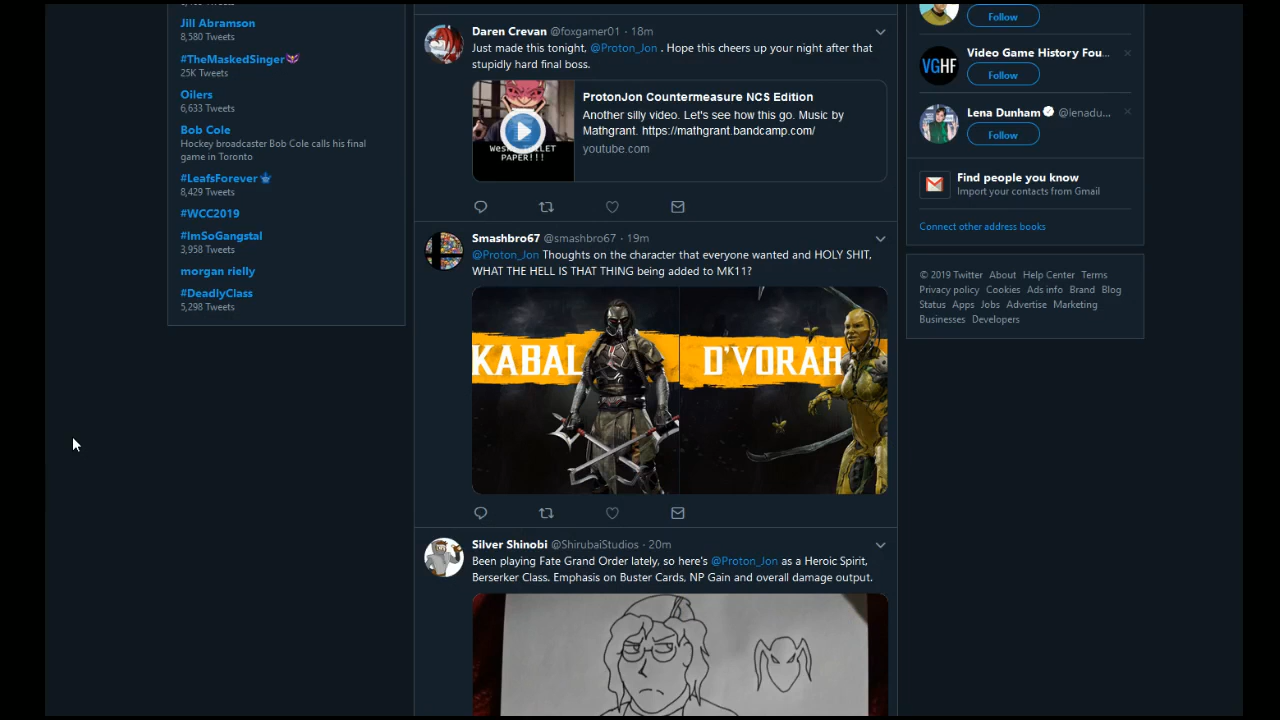 Jill Abramson
8,580 Tweets
#TheMaskedSinger
25K Tweets
Oilers
6,633 Tweets
Bob Cole
Hockey broadcaster Bob Cole calls his final
game in Toronto
#LeafsForever
8,429 Tweets
#WCC2019
#ImSoGangstal
3,958 Tweets
morgan rielly
#DeadlyClass
5,298 Tweets
Daren Crevan @foxgamer01 · 18m
Just made this tonight, @Proton_Jon . Hope this cheers up your night after that
stupidly hard final boss.
ProtonJon Countermeasure NCS Edition
Another silly video. Let's see how this go. Music by
Mathgrant. https://mathgrant.bandcamp.com/
youtube.com
PAPER!!!
Smashbro67 @smashbro67 · 19m
@Proton_Jon Thoughts on the character that everyone wanted and HOLY SHIT,
WHAT THE HELL IS THAT THING being added to MK11?
KABAL
D'VORAH
Silver Shinobi @ShirubaiStudios · 20m
Been playing Fate Grand Order lately, so here's @Proton_Jon as a Heroic Spirit,
Berserker Class. Emphasis on Buster Cards, NP Gain and overall damage output.
Follow
Video Game History Fou...
VGHF
Follow
Lena Dunham @lenadu...
Follow
Find people you know
Import your contacts from Gmail
Connect other address books
© 2019 Twitter About Help Center Terms
Privacy policy Cookies Ads info Brand Blog
Status Apps Jobs Advertise Marketing
Businesses Developers